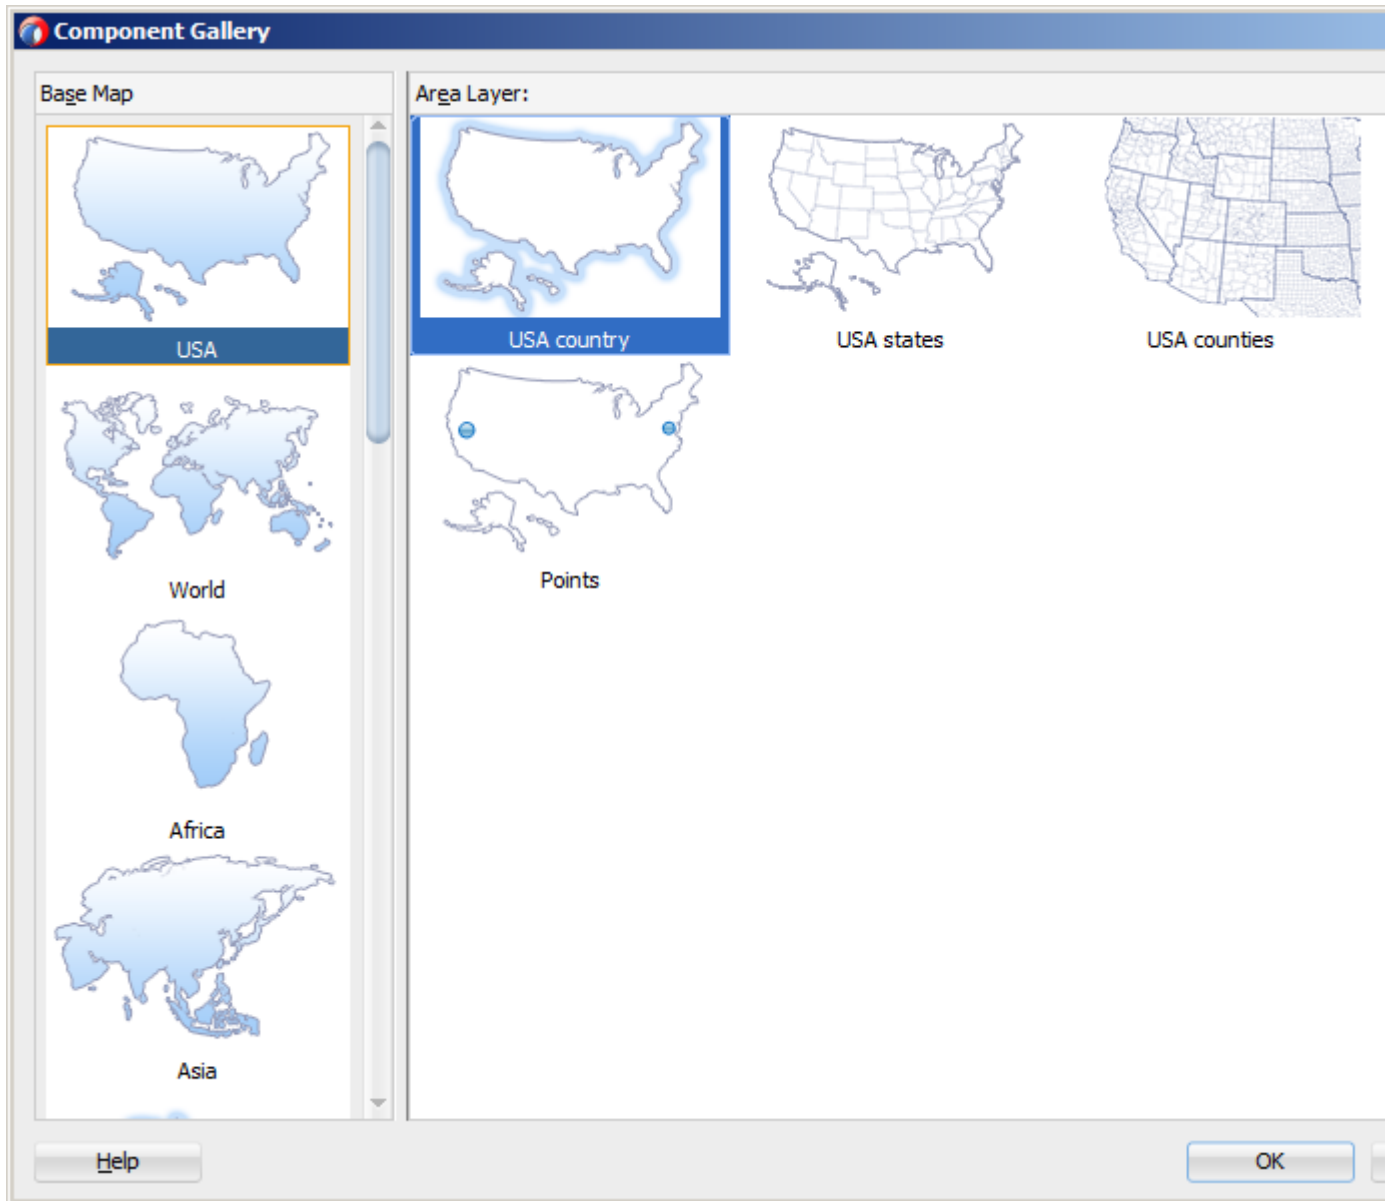 Component Gallery
Base Map
Area Layer:
USA
USA country
USA states
USA counties
World
Points
Africa
Asia
Help
OK